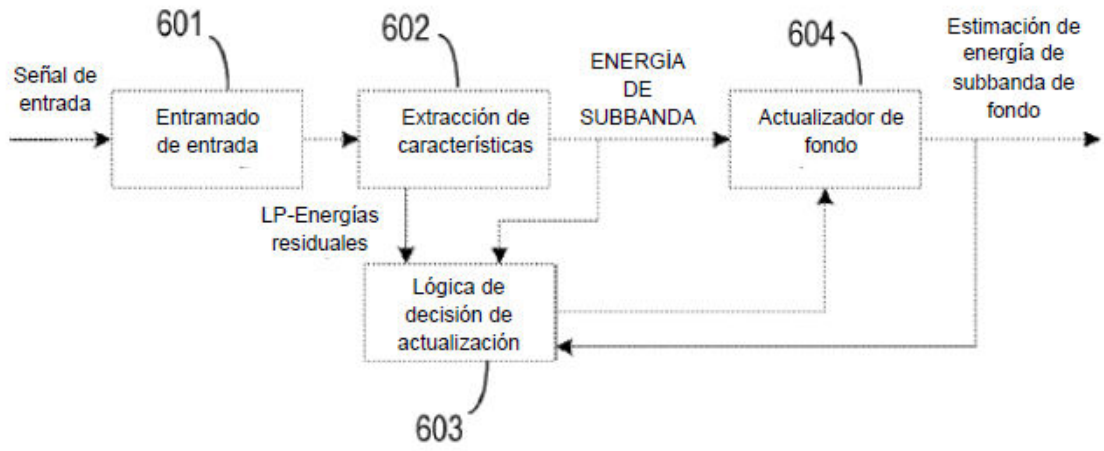 601
602
604
Señal de
entrada
Entramado
de entrada
Extracción de
características
ENERGÍA
DE
SUBBANDA
Actualizador de
fondo
Estimación de
energía de
subbanda de
fondo
LP-Energías
residuales
Lógica de
decisión de
actualización
603